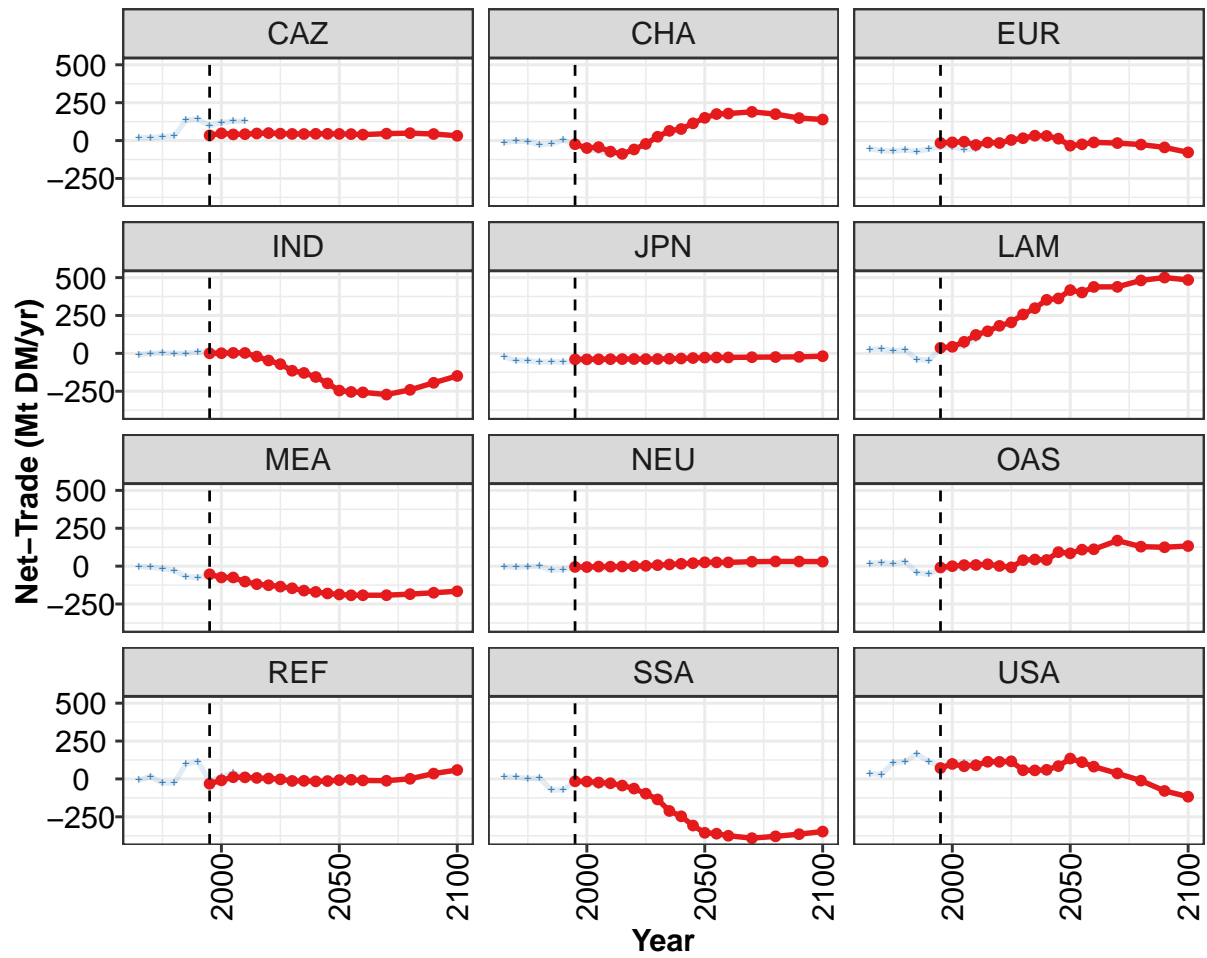 CAZ CHA EUR
500
250
0
−250
IND JPN LAM
500
250
0
−250
MEA NEU OAS
500
250
0
−250
REF SSA USA
500
250
0
−250
2000 2050 2100 2000 2050 2100 2000 2050 2100
Year
Net−Trade (Mt DM/yr)